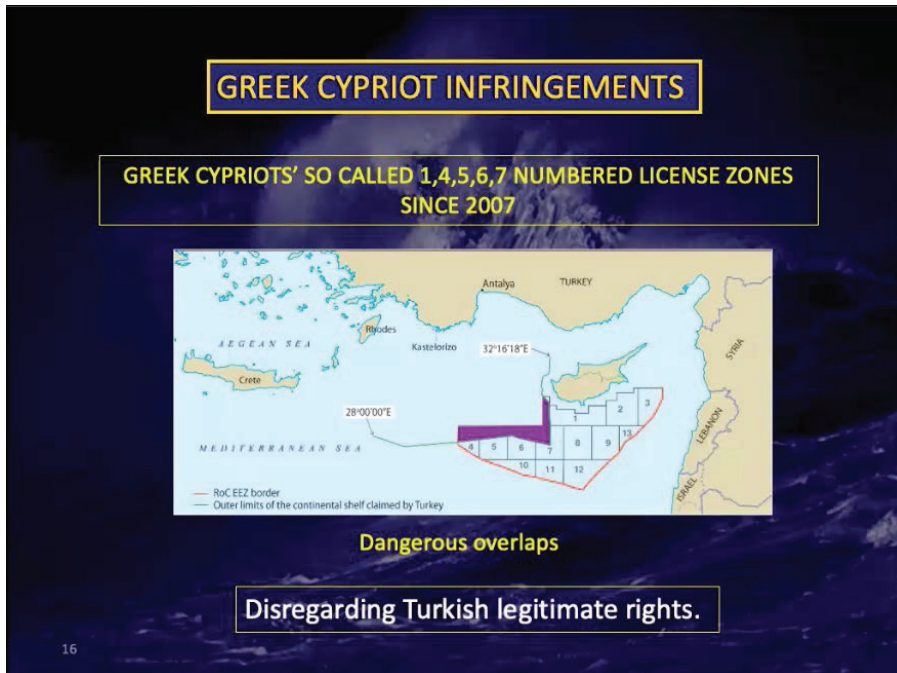 GREEK CYPRIOT INFRINGEMENTS
GREEK CYPRIOTS' SO CALLED 1,4,5,6,7 NUMBERED LICENSE ZONES
SINCE 2007
Antalya
TURKEY
Rhodes
AEGEAN SEA
Kastelorizo
32°16'18"E
SYRIA
Crete
28°00'00"E
3
2
1
LEBANON
MEDITERRANEAN SEA
4
5
6
7
8
9
13
10
11
12
ISRAEL
RoC EEZ border
Outer limits of the continental shelf claimed by Turkey
Dangerous overlaps
Disregarding Turkish legitimate rights.
16